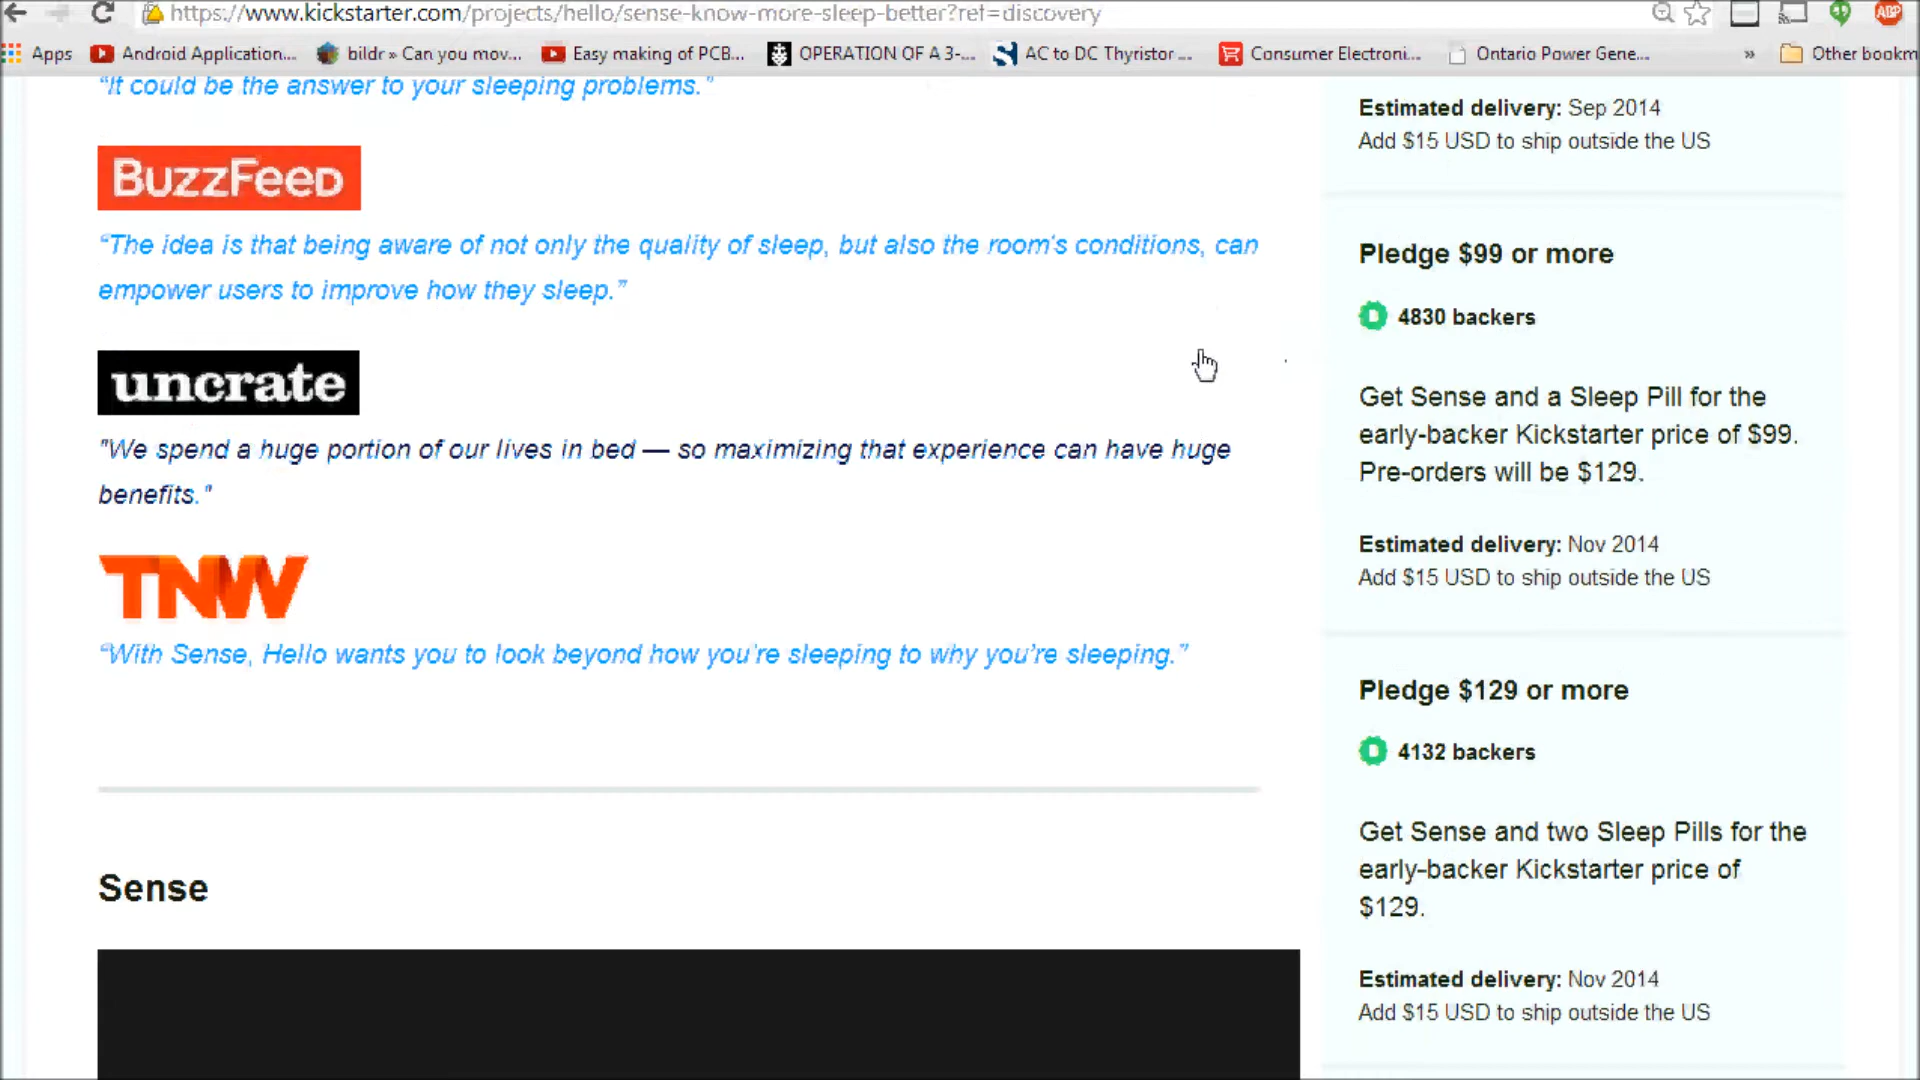 https://www.kickstarter.com/projects/hello/sense-know-more-sleep-better?ref=discovery
ABP
Apps
Android Application...
bildr » Can you mov...
Easy making of PCB...
OPERATION OF A 3-...
AC to DC Thyristor ...
Consumer Electroni...
Ontario Power Gene...
»
Other bookm
“It could be the answer to your sleeping problems.”
BuzzFeed
“The idea is that being aware of not only the quality of sleep, but also the room's conditions, can
empower users to improve how they sleep.”
uncrate
"We spend a huge portion of our lives in bed — so maximizing that experience can have huge
benefits."
TNW
“With Sense, Hello wants you to look beyond how you’re sleeping to why you’re sleeping.”
Sense
Estimated delivery: Sep 2014
Add $15 USD to ship outside the US
Pledge $99 or more
4830 backers
Get Sense and a Sleep Pill for the
early-backer Kickstarter price of $99.
Pre-orders will be $129.
Estimated delivery: Nov 2014
Add $15 USD to ship outside the US
Pledge $129 or more
4132 backers
Get Sense and two Sleep Pills for the
early-backer Kickstarter price of
$129.
Estimated delivery: Nov 2014
Add $15 USD to ship outside the US